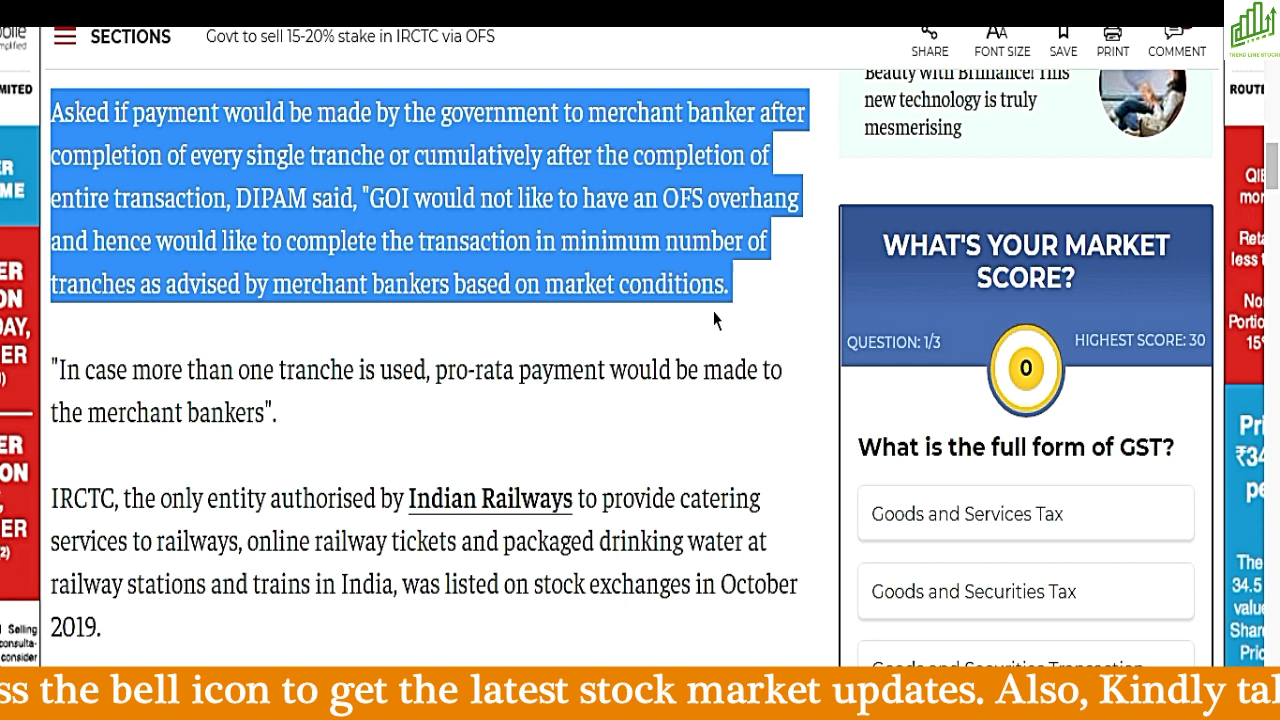 SECTIONS
Govt to sell 15-20% stake in IRCTC via OFS
SHARE
FONT SIZE
SAVE
PRINT
COMMENT
Asked if payment would be made by the government to merchant banker after
completion of every single tranche or cumulatively after the completion of
entire transaction, DIPAM said, "GOI would not like to have an OFS overhang
and hence would like to complete the transaction in minimum number of
tranches as advised by merchant bankers based on market conditions.
"In case more than one tranche is used, pro-rata payment would be made to
the merchant bankers".
IRCTC, the only entity authorised by Indian Railways to provide catering
services to railways, online railway tickets and packaged drinking water at
railway stations and trains in India, was listed on stock exchanges in October
2019.
Beauty with Brilliance! This
new technology is truly
mesmerising
WHAT'S YOUR MARKET
SCORE?
QUESTION: 1/3
0
HIGHEST SCORE: 30
What is the full form of GST?
Goods and Services Tax
Goods and Securities Tax
Goods and Securities Transaction
TREND LINE STOCKS
ss the bell icon to get the latest stock market updates. Also, Kindly tal